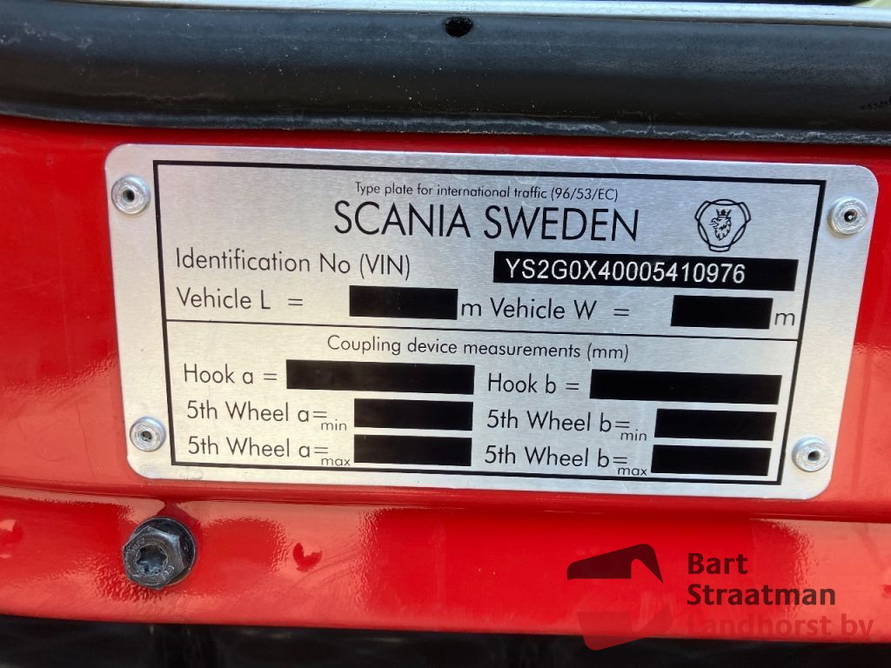 Type plate for international traffic (96/53/EC)
SCANIA SWEDEN
Identification No (VIN) YS2G0X40005410976
Vehicle L = m Vehicle W = m
Coupling device measurements (mm)
Hook a = Hook b =
5th Wheel a=min 5th Wheel b=min
5th Wheel a=max 5th Wheel b=max
Bart
Straatman
Landhorst bv